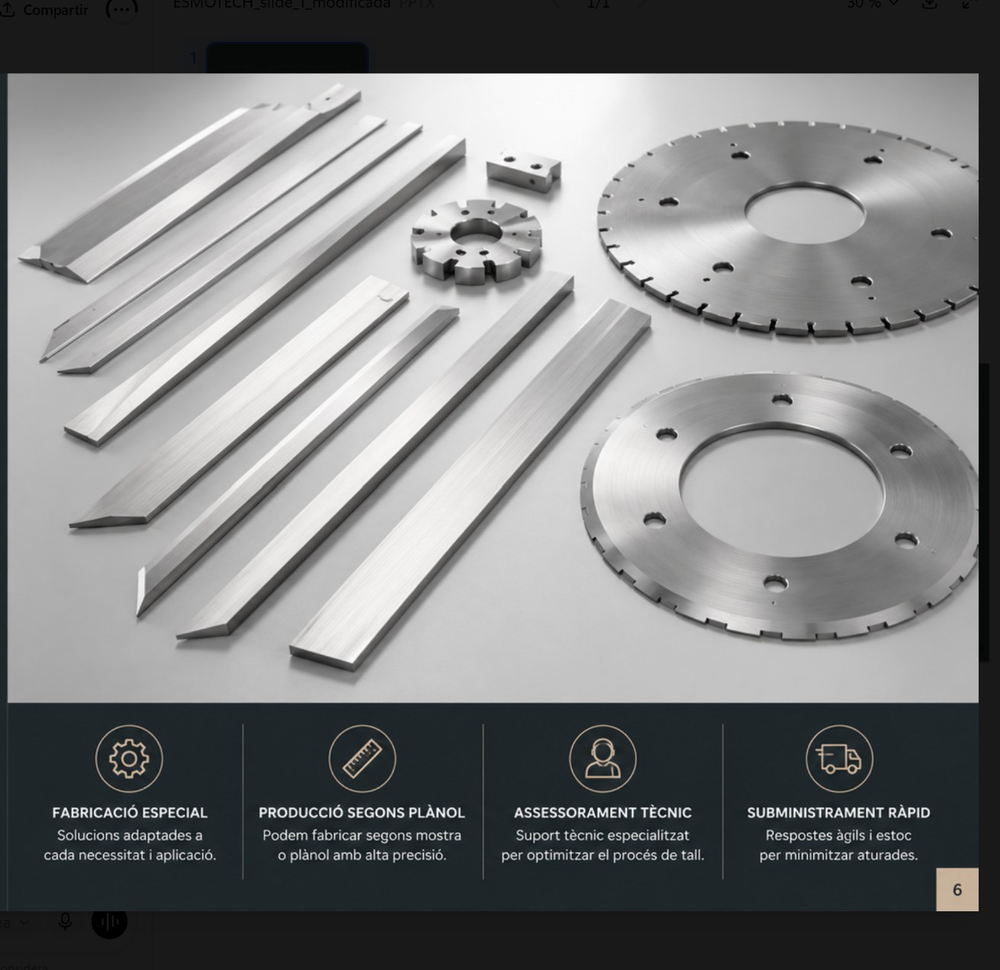 Compartir
ESMOTECH_slide_1_modificada PPTX
1/1
30 %
1
FABRICACIÓ ESPECIAL
Solucions adaptades a
cada necessitat i aplicació.
PRODUCCIÓ SEGONS PLÀNOL
Podem fabricar segons mostra
o plànol amb alta precisió.
ASSESSORAMENT TÈCNIC
Suport tècnic especialitzat
per optimitzar el procés de tall.
SUBMINISTRAMENT RÀPID
Respostes àgils i estoc
per minimitzar aturades.
6